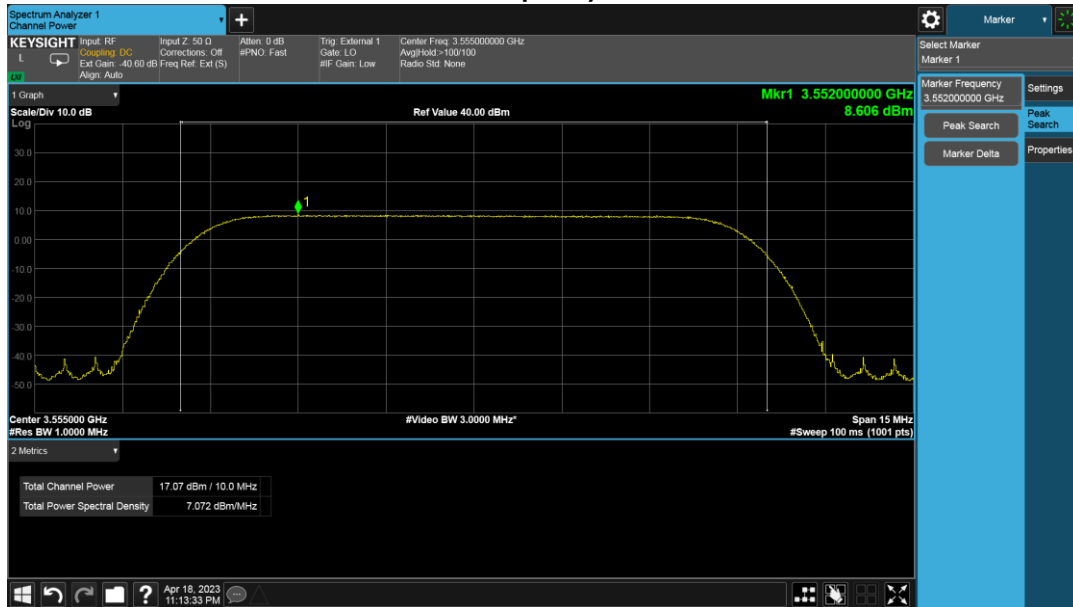 Spectrum Analyzer 1
Channel Power
+
Marker
KEYSIGHT
L
Input: RF
Coupling: DC
Ext Gain: -40.60 dB
Align: Auto
Input Z: 50 Ω
Corrections: Off
Freq Ref: Ext (S)
Atten: 0 dB
#PNO: Fast
Trig: External 1
Gate: LO
#IF Gain: Low
Center Freq: 3.555000000 GHz
Avg|Hold:>100/100
Radio Std: None
Select Marker
Marker 1
Marker Frequency
3.552000000 GHz
Settings
Peak Search
Peak
Search
Marker Delta
Properties
1 Graph
Scale/Div 10.0 dB
Ref Value 40.00 dBm
Mkr1 3.552000000 GHz
8.606 dBm
Log
30.0
20.0
10.0
0.00
-10.0
-20.0
-30.0
-40.0
-50.0
1
Center 3.555000 GHz
#Video BW 3.0000 MHz*
Span 15 MHz
#Res BW 1.0000 MHz
#Sweep 100 ms (1001 pts)
2 Metrics
Total Channel Power 17.07 dBm / 10.0 MHz
Total Power Spectral Density 7.072 dBm/MHz
?
Apr 18, 2023
11:13:33 PM